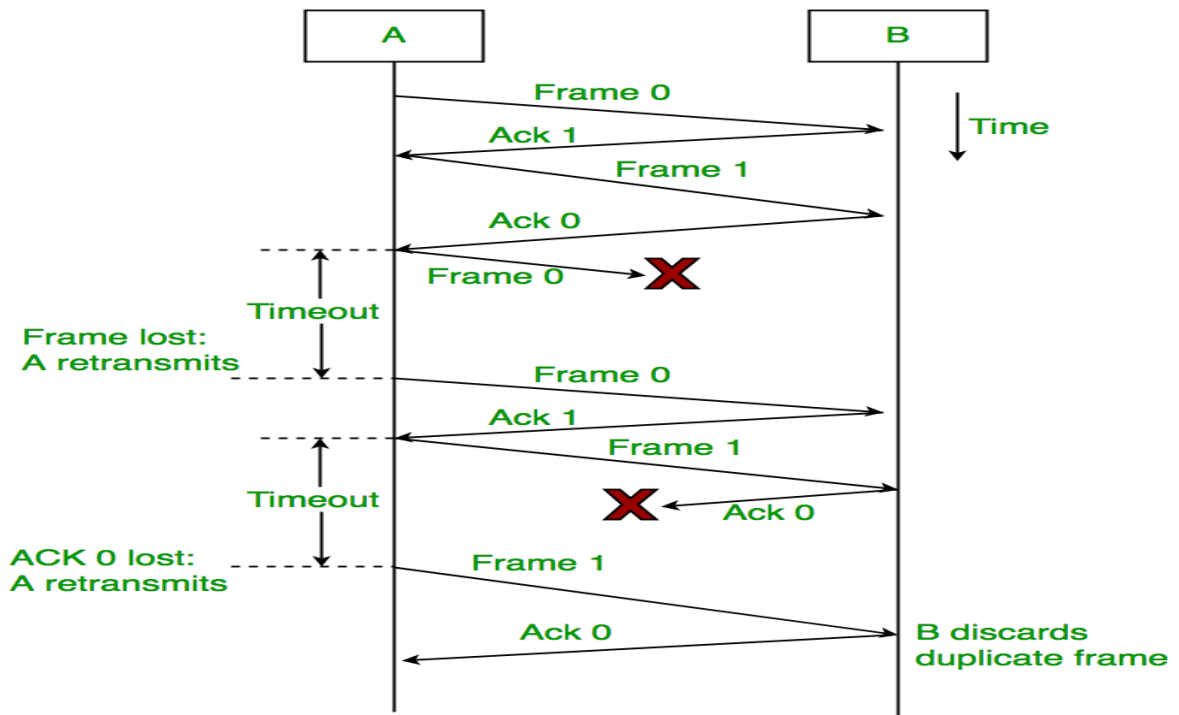 A
B
Frame 0
Time
Ack 1
Frame 1
Ack 0
Frame 0
Timeout
Frame lost:
A retransmits
Frame 0
Ack 1
Frame 1
Timeout
Ack 0
ACK 0 lost:
A retransmits
Frame 1
Ack 0
B discards
duplicate frame